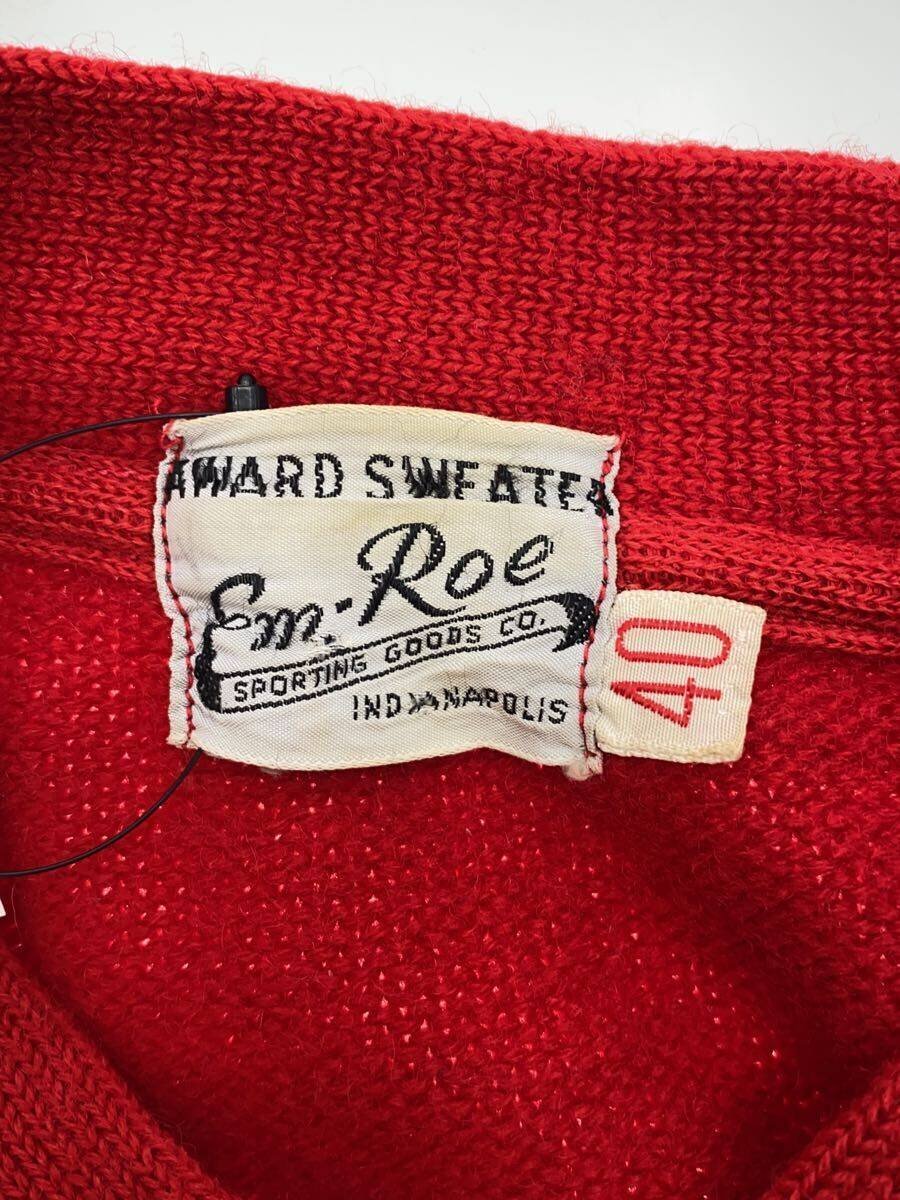 AWARD SWEATER
Em-Roe
SPORTING GOODS CO.
INDIANAPOLIS
40